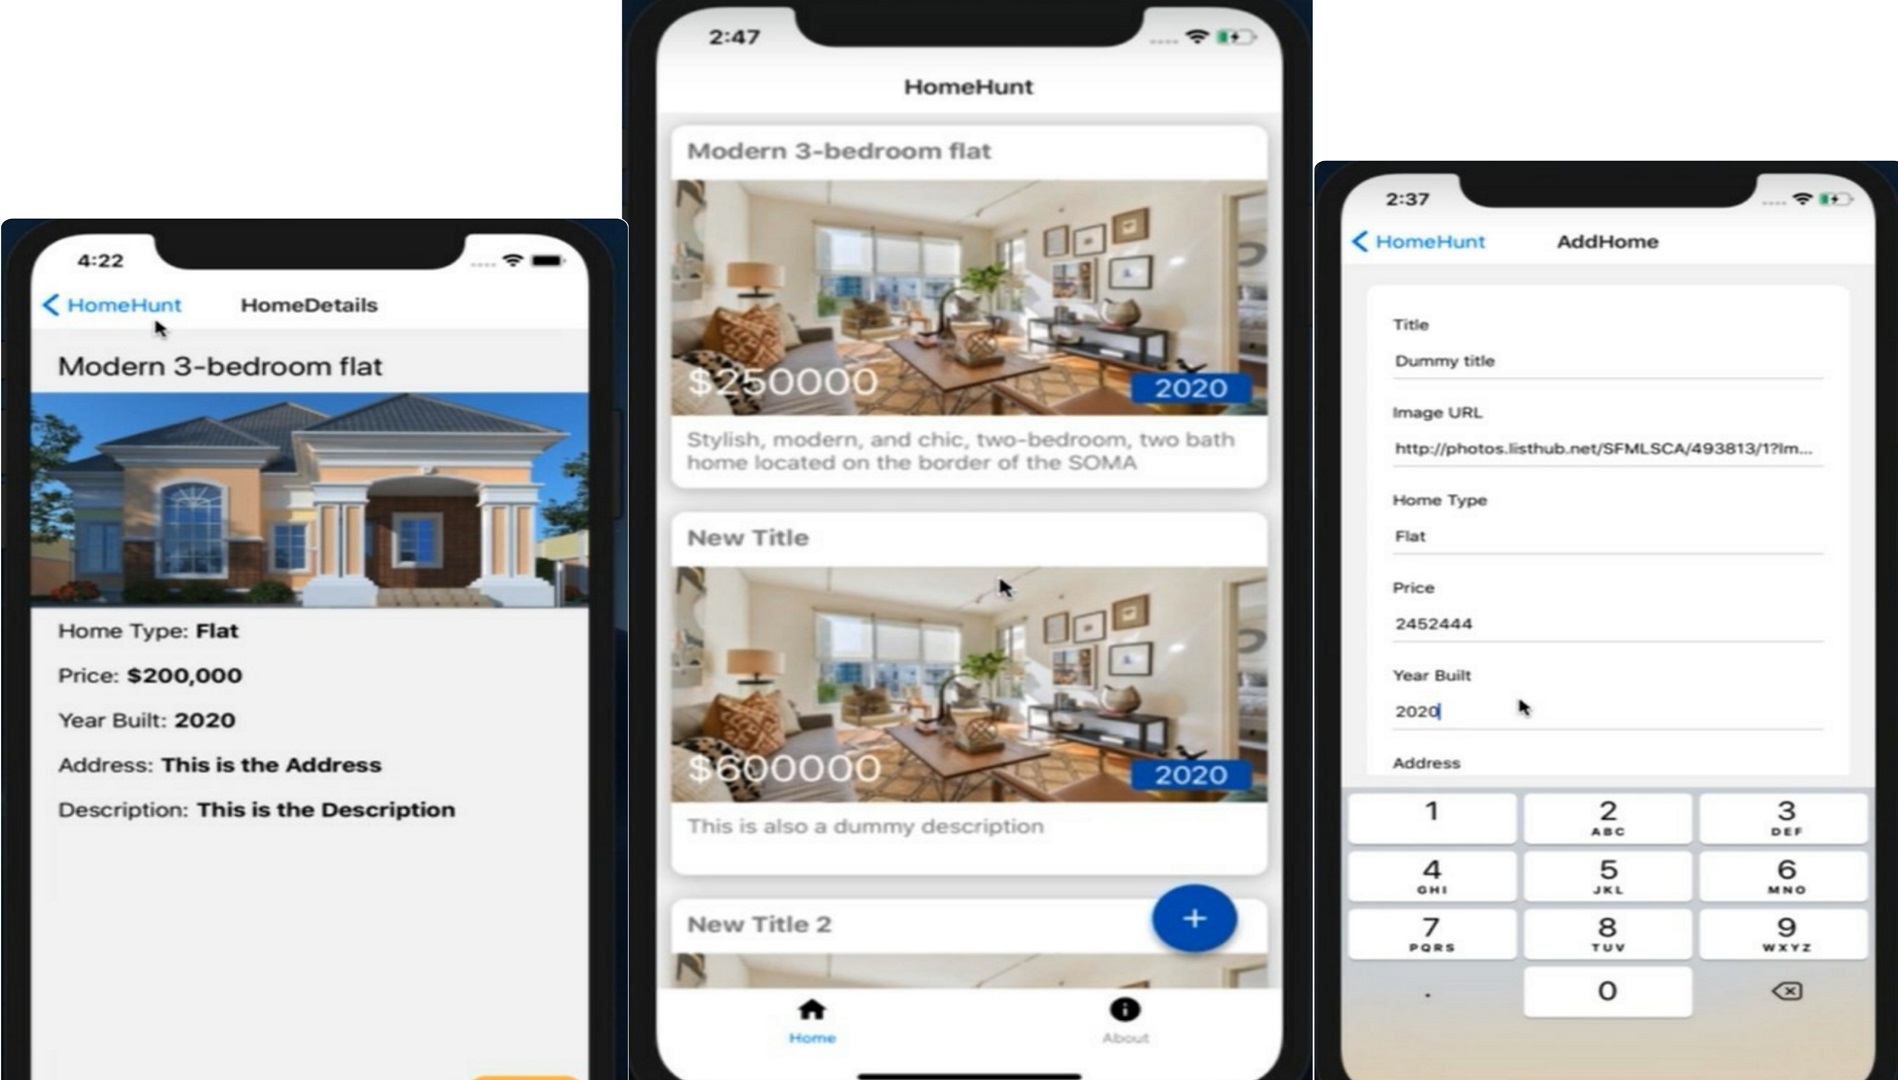 4:22
HomeHunt
HomeDetails
Modern 3-bedroom flat
Home Type: Flat
Price: $200,000
Year Built: 2020
Address: This is the Address
Description: This is the Description
2:47
HomeHunt
Modern 3-bedroom flat
$250000
2020
Stylish, modern, and chic, two-bedroom, two bath
home located on the border of the SOMA
New Title
$600000
2020
This is also a dummy description
New Title 2
+
Home
About
2:37
HomeHunt
AddHome
Title
Dummy title
Image URL
http://photos.listhub.net/SFMLSCA/493813/1?lm...
Home Type
Flat
Price
2452444
Year Built
2020
Address
1
2
ABC
3
DEF
4
GHI
5
JKL
6
MNO
7
PQRS
8
TUV
9
WXYZ
.
0